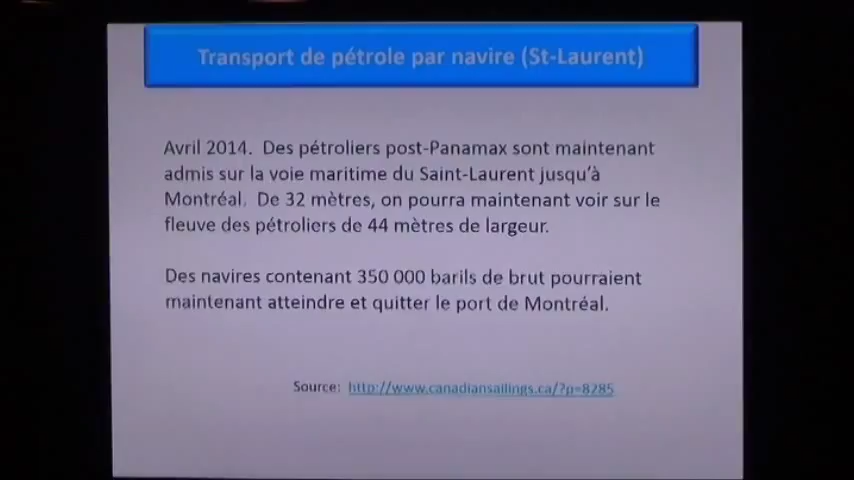 Transport de pétrole par navire (St-Laurent)
Avril 2014. Des pétroliers post-Panamax sont maintenant
admis sur la voie maritime du Saint-Laurent jusqu'à
Montréal. De 32 mètres, on pourra maintenant voir sur le
fleuve des pétroliers de 44 mètres de largeur.
Des navires contenant 350 000 barils de brut pourraient
maintenant atteindre et quitter le port de Montréal.
Source: http://www.canadiansailings.ca/?p=8285